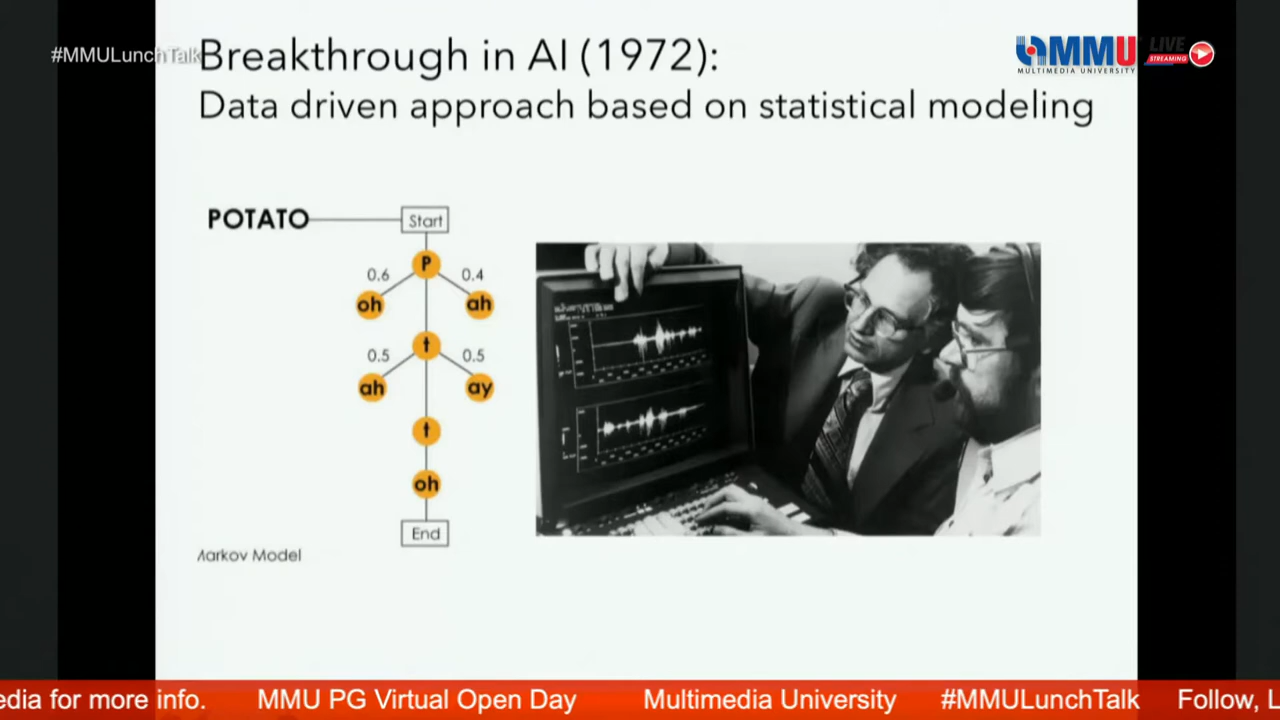 #MMULunchTalk
Breakthrough in AI (1972):
Data driven approach based on statistical modeling
MMU
MULTIMEDIA UNIVERSITY
LIVE
STREAMING
POTATO
Start
P
0.6
0.4
oh
ah
t
0.5
0.5
ah
ay
t
oh
End
Markov Model
edia for more info. MMU PG Virtual Open Day Multimedia University #MMULunchTalk Follow, L